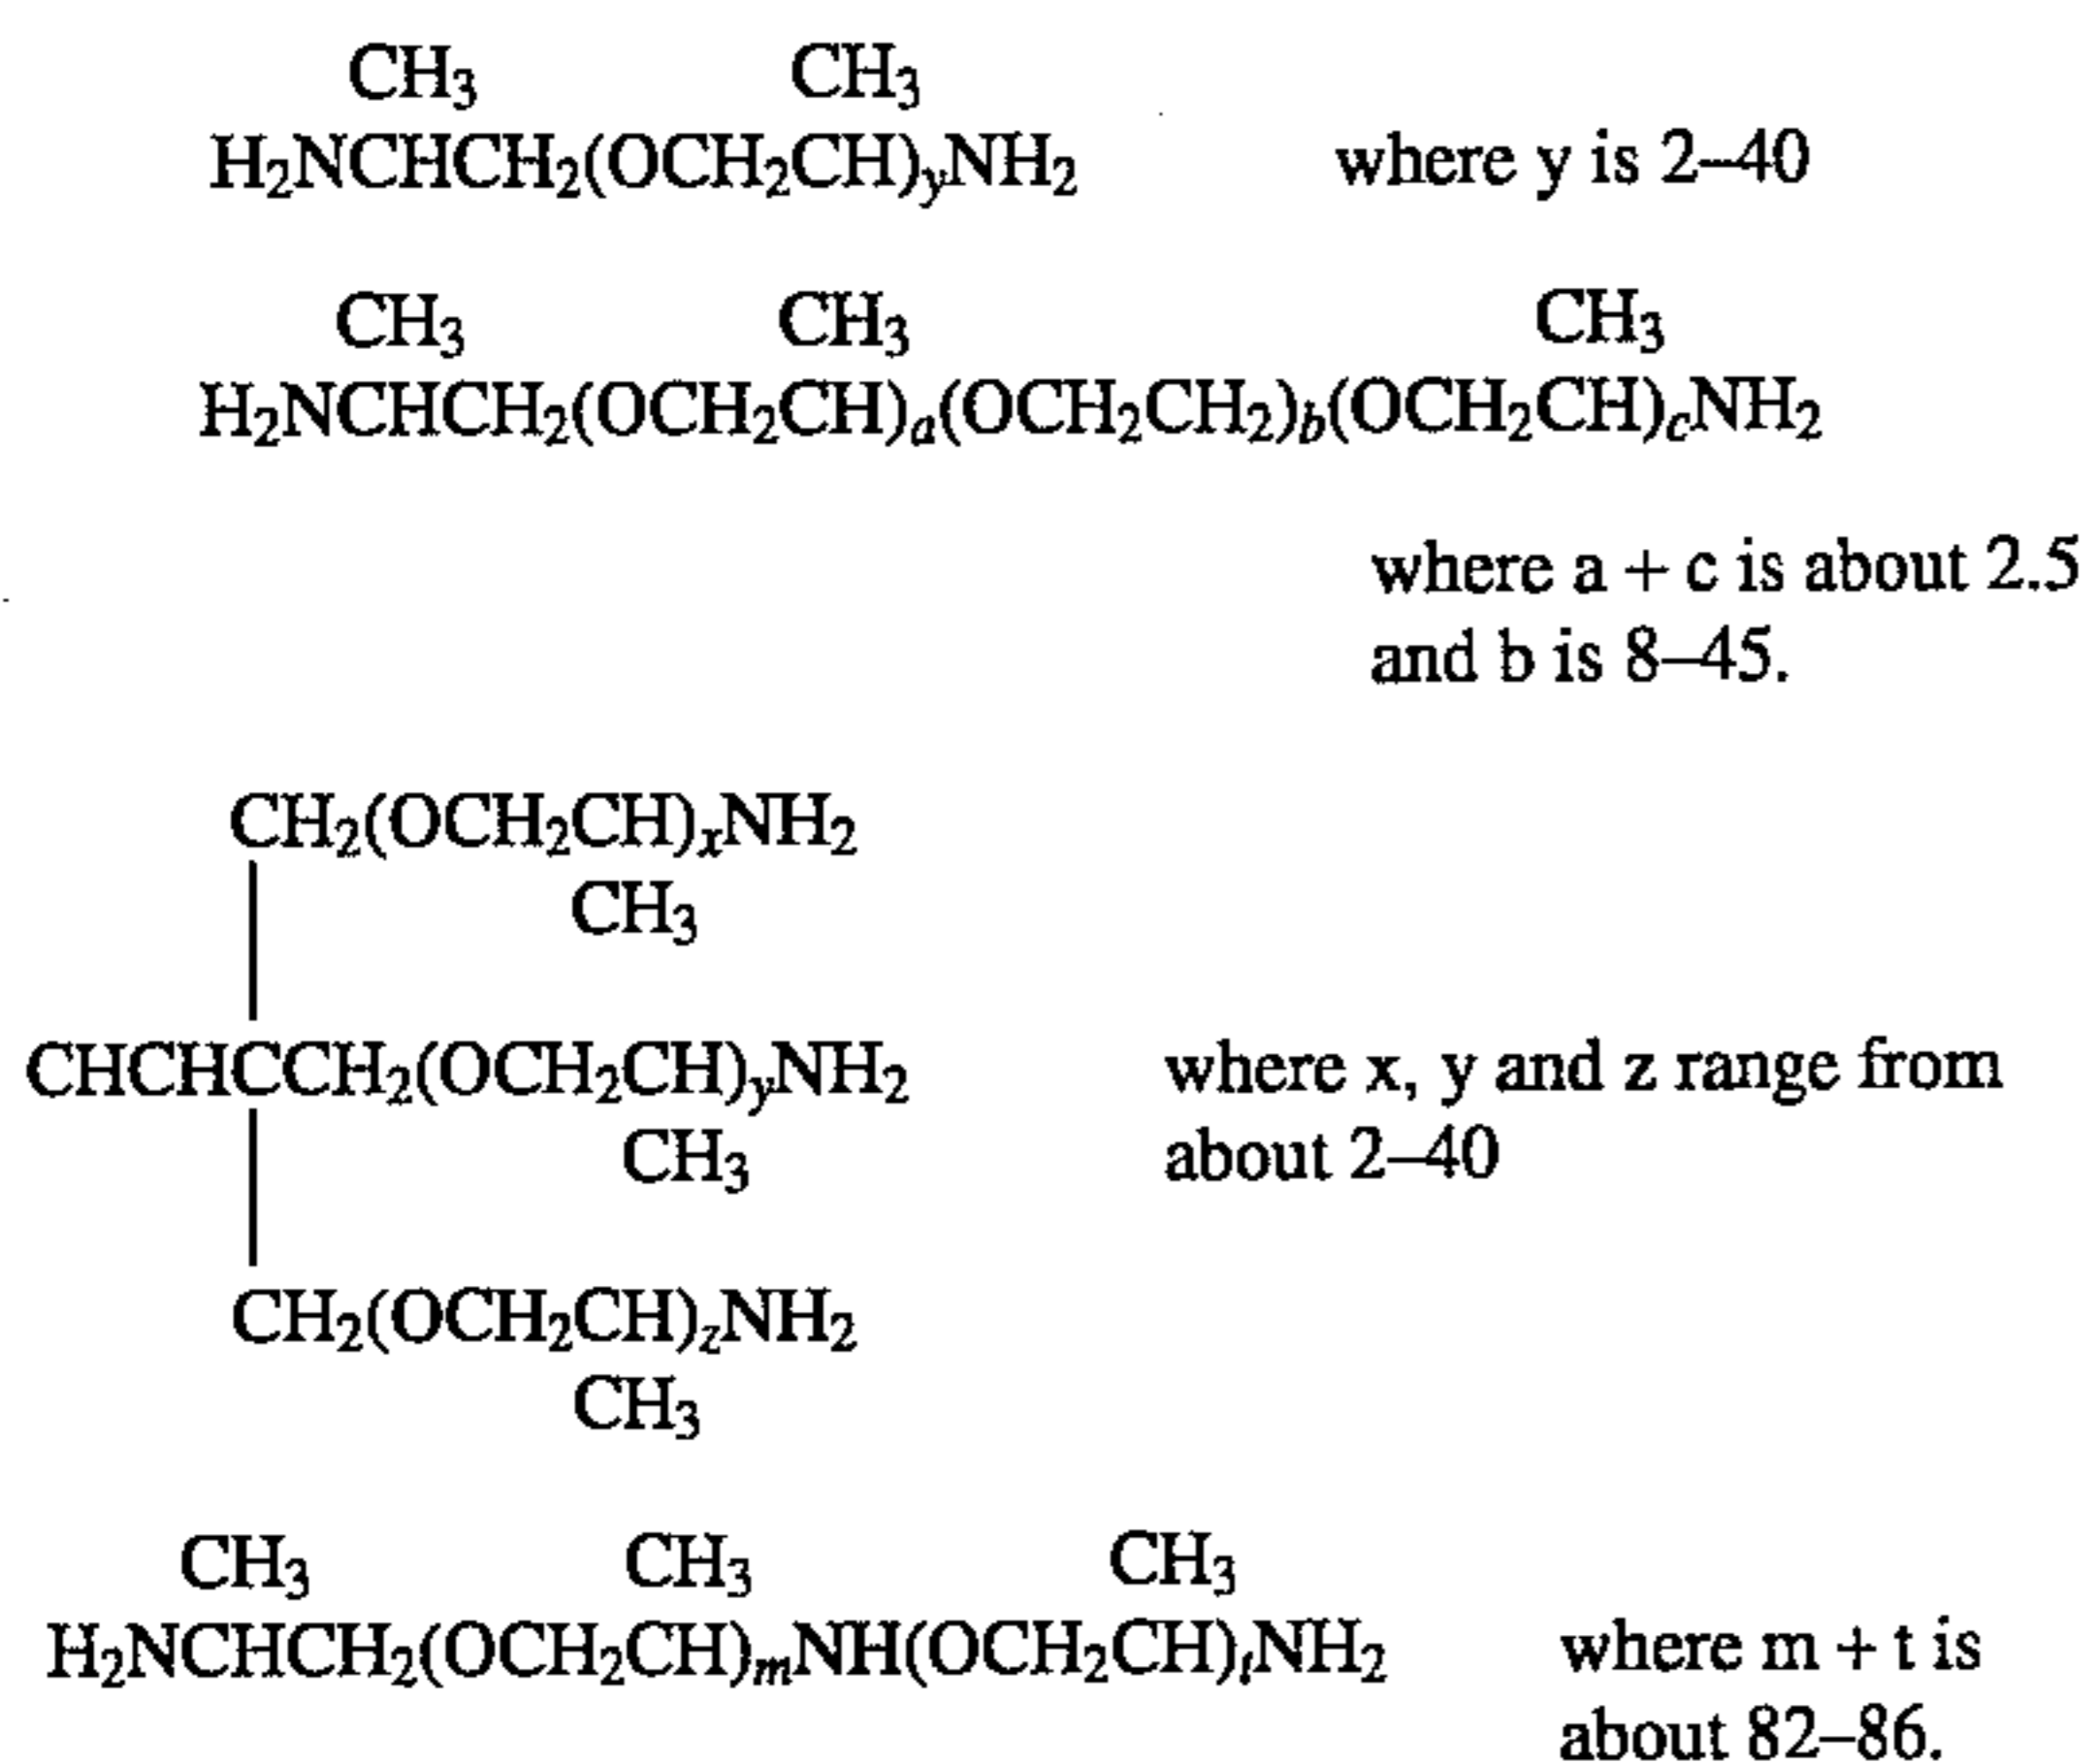 CH₃ CH₃
H₂NCHCH₂(OCH₂CH)yNH₂ where y is 2–40
CH₃ CH₃ CH₃
H₂NCHCH₂(OCH₂CH)a(OCH₂CH₂)b(OCH₂CH)cNH₂
where a + c is about 2.5
and b is 8–45.
CH₂(OCH₂CH)xNH₂
CH₃
CHCHCCH₂(OCH₂CH)yNH₂ where x, y and z range from
CH₃ about 2–40
CH₂(OCH₂CH)zNH₂
CH₃
CH₃ CH₃ CH₃
H₂NCHCH₂(OCH₂CH)mNH(OCH₂CH)tNH₂ where m + t is
about 82–86.